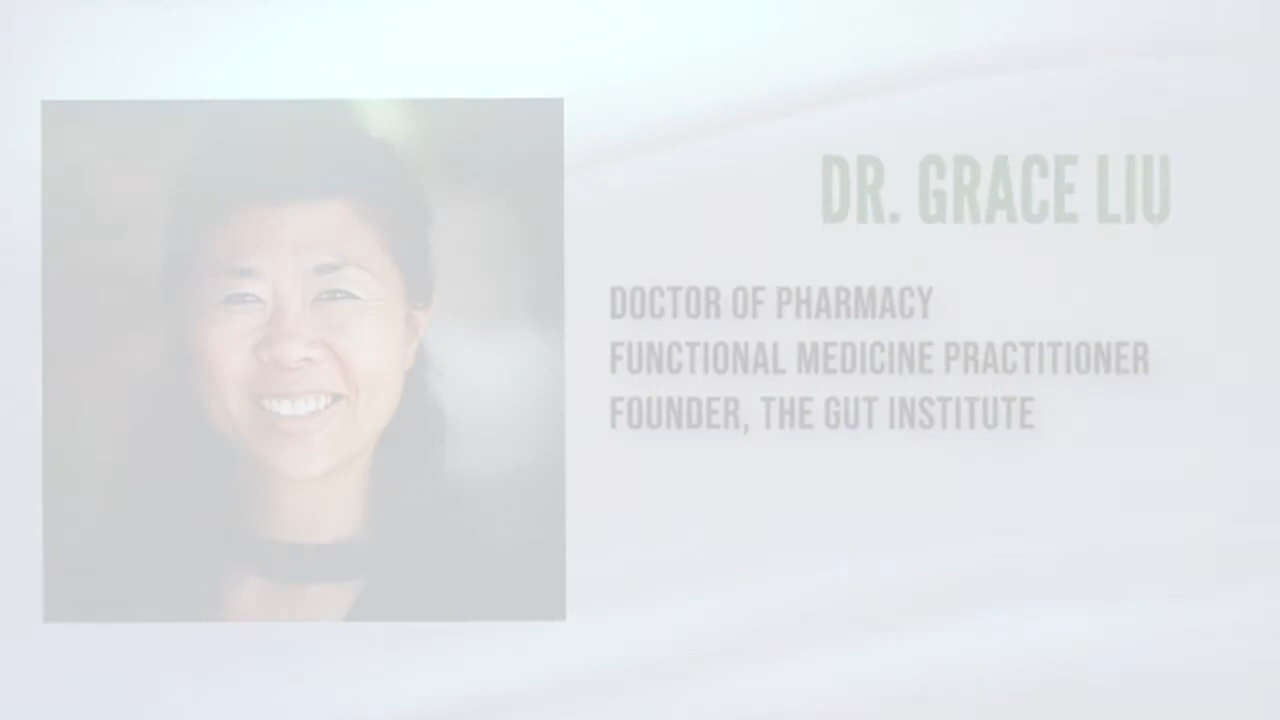 DR. GRACE LIU
DOCTOR OF PHARMACY
FUNCTIONAL MEDICINE PRACTITIONER
FOUNDER, THE GUT INSTITUTE